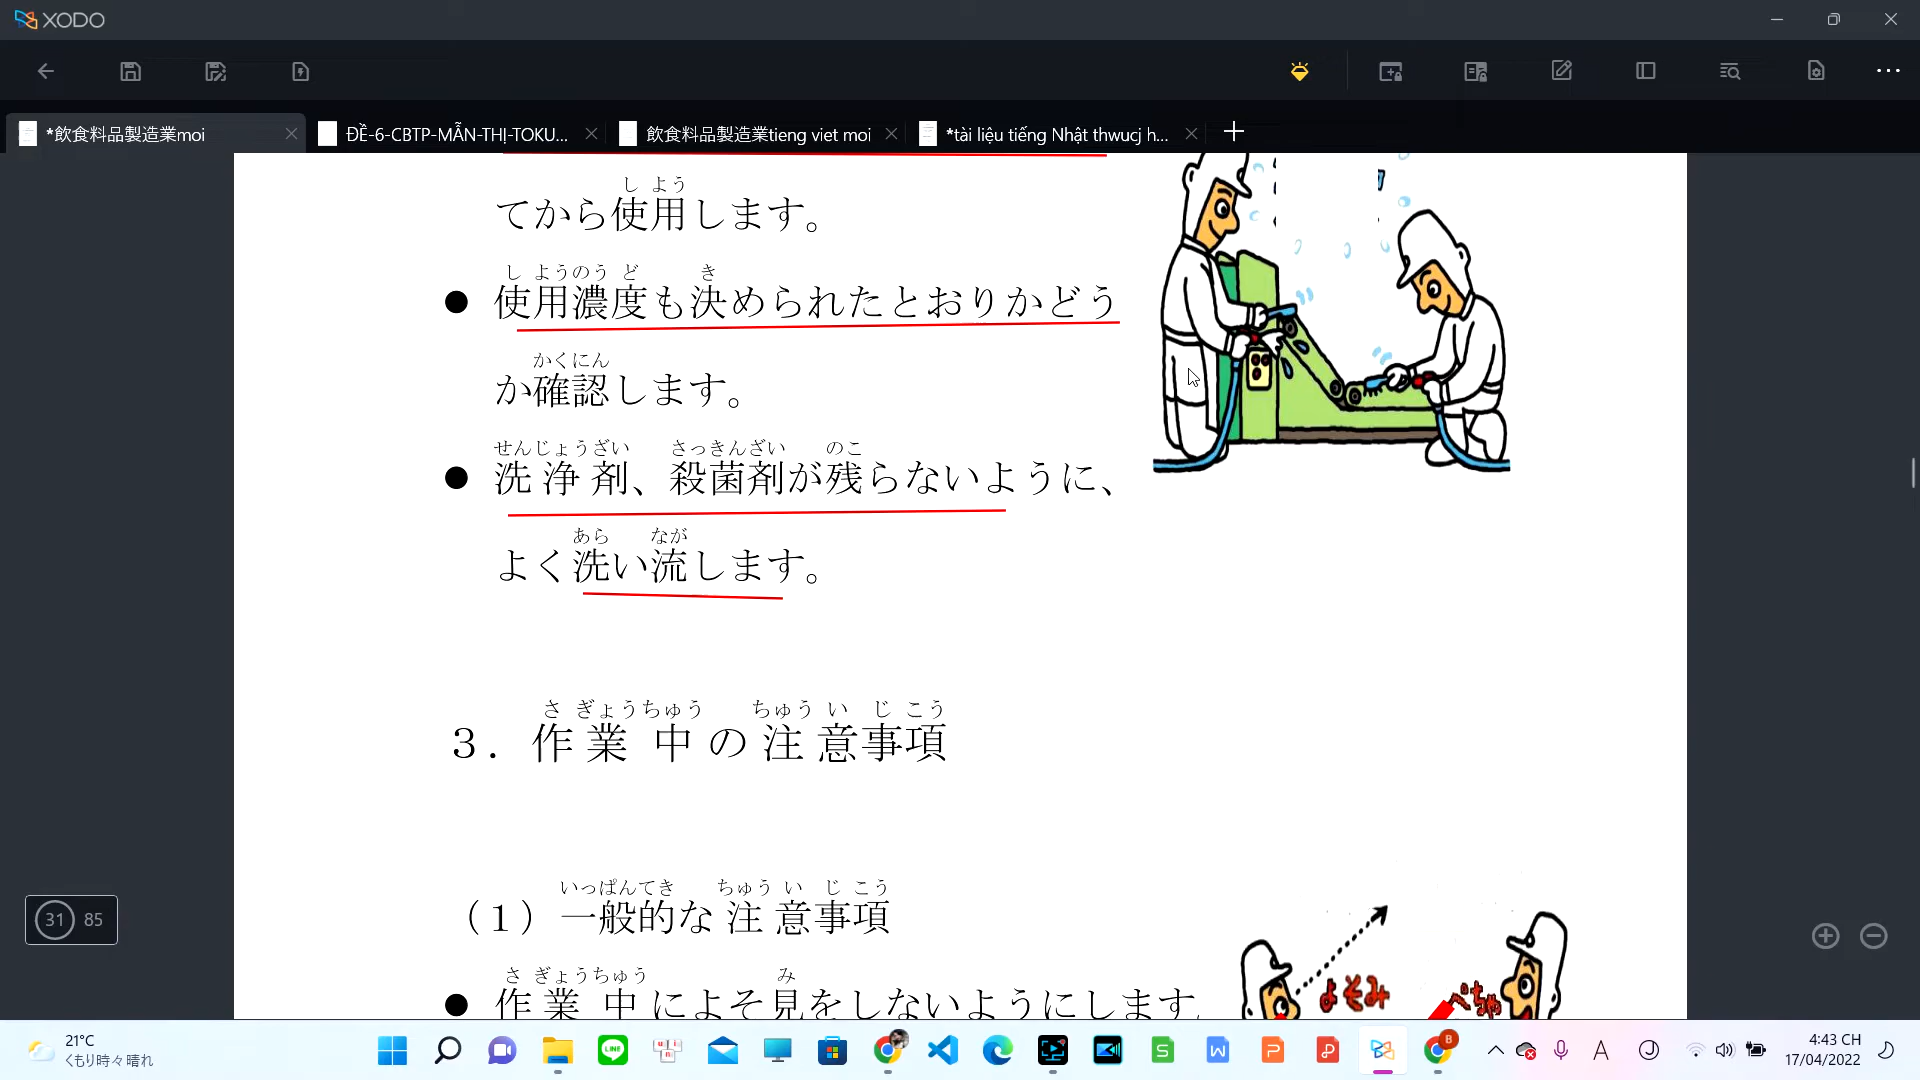 XODO
*飲食料品製造業moi
ĐỀ-6-CBTP-MẪN-THỊ-TOKU...
飲食料品製造業tieng viet moi
*tài liệu tiếng Nhật thwucj h...
し よう
てから使用します。
し ようのう ど き
● 使用濃度も決められたとおりかどう
かくにん
か確認します。
せんじょうざい さっきんざい のこ
● 洗浄剤、殺菌剤が残らないように、
あら なが
よく洗い流します。
さ ぎょうちゅう ちゅう い じ こう
３．作業中の注意事項
いっぱんてき ちゅう い じ こう
（１）一般的な注意事項
さ ぎょうちゅう み
● 作業中によそ見をしないようにします
よそみ
ぺちゃ
31 85
21°C
くもり時々晴れ
4:43 CH
17/04/2022